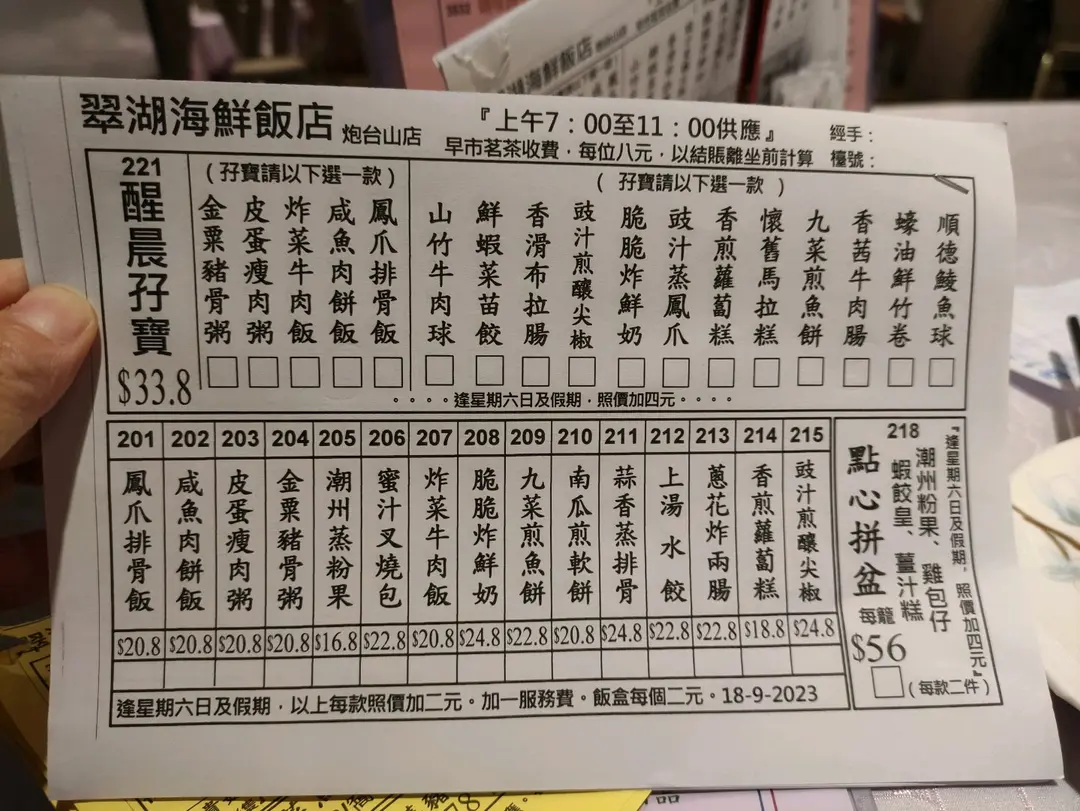 翠湖海鮮飯店 炮台山店
『上午7：00至11：00供應』
早市茗茶收費，每位八元，以結賬離坐前計算
經手：
檯號：
221
醒晨孖寶
$33.8
（孖寶請以下選一款）
金粟豬骨粥
皮蛋瘦肉粥
炸菜牛肉飯
咸魚肉餅飯
鳳爪排骨飯
（ 孖寶請以下選一款 ）
山竹牛肉球
鮮蝦菜苗餃
香滑布拉腸
豉汁煎釀尖椒
脆脆炸鮮奶
豉汁蒸鳳爪
香煎蘿蔔糕
懷舊馬拉糕
九菜煎魚餅
香茜牛肉腸
蠔油鮮竹卷
順德鯪魚球
····逢星期六日及假期，照價加四元····
201 鳳爪排骨飯 $20.8
202 咸魚肉餅飯 $20.8
203 皮蛋瘦肉粥 $20.8
204 金粟豬骨粥 $20.8
205 潮州蒸粉果 $16.8
206 蜜汁叉燒包 $22.8
207 炸菜牛肉飯 $20.8
208 脆脆炸鮮奶 $24.8
209 九菜煎魚餅 $22.8
210 南瓜煎軟餅 $20.8
211 蒜香蒸排骨 $24.8
212 上湯水餃 $22.8
213 蔥花炸兩腸 $22.8
214 香煎蘿蔔糕 $18.8
215 豉汁煎釀尖椒 $24.8
218
『逢星期六日及假期，照價加四元』
潮州粉果、雞包仔
蝦餃皇、薑汁糕
點心拼盆
每籠
$56
（每款二件）
逢星期六日及假期，以上每款照價加二元。加一服務費。飯盒每個二元。18-9-2023